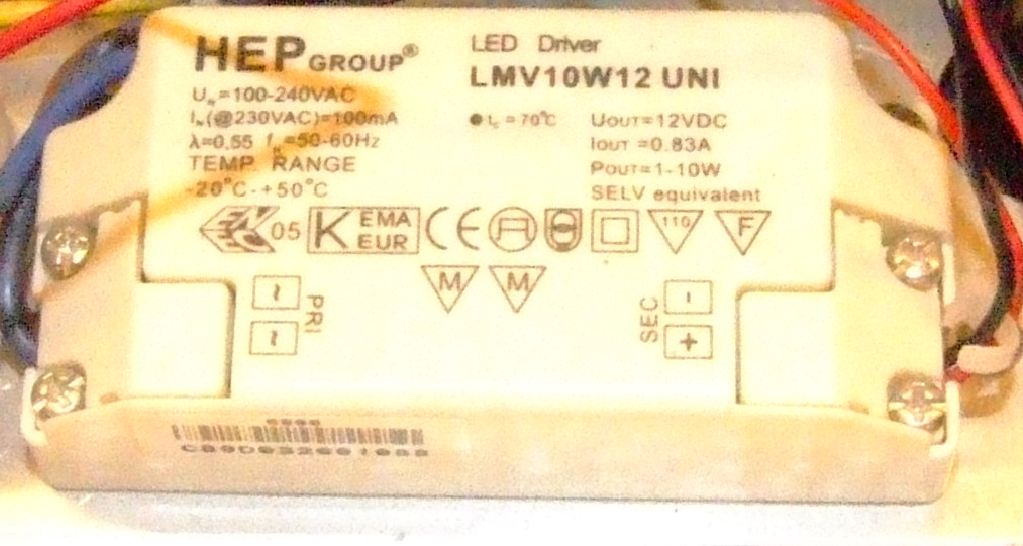 HEP GROUP®
LED Driver
LMV10W12 UNI
UN=100-240VAC
IN(@230VAC)=100mA
λ=0.55 fN=50-60Hz
TEMP. RANGE
-20°C-+50°C
tc = 70°C
UOUT=12VDC
IOUT =0.83A
POUT=1-10W
SELV equivalent
05
K EMA EUR
CE
110
F
M M
PRI
~
~
SEC
-
+